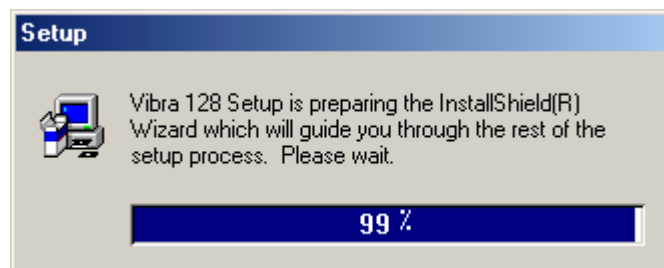 Setup
Vibra 128 Setup is preparing the InstallShield(R)
Wizard which will guide you through the rest of the
setup process.  Please wait.
99 %